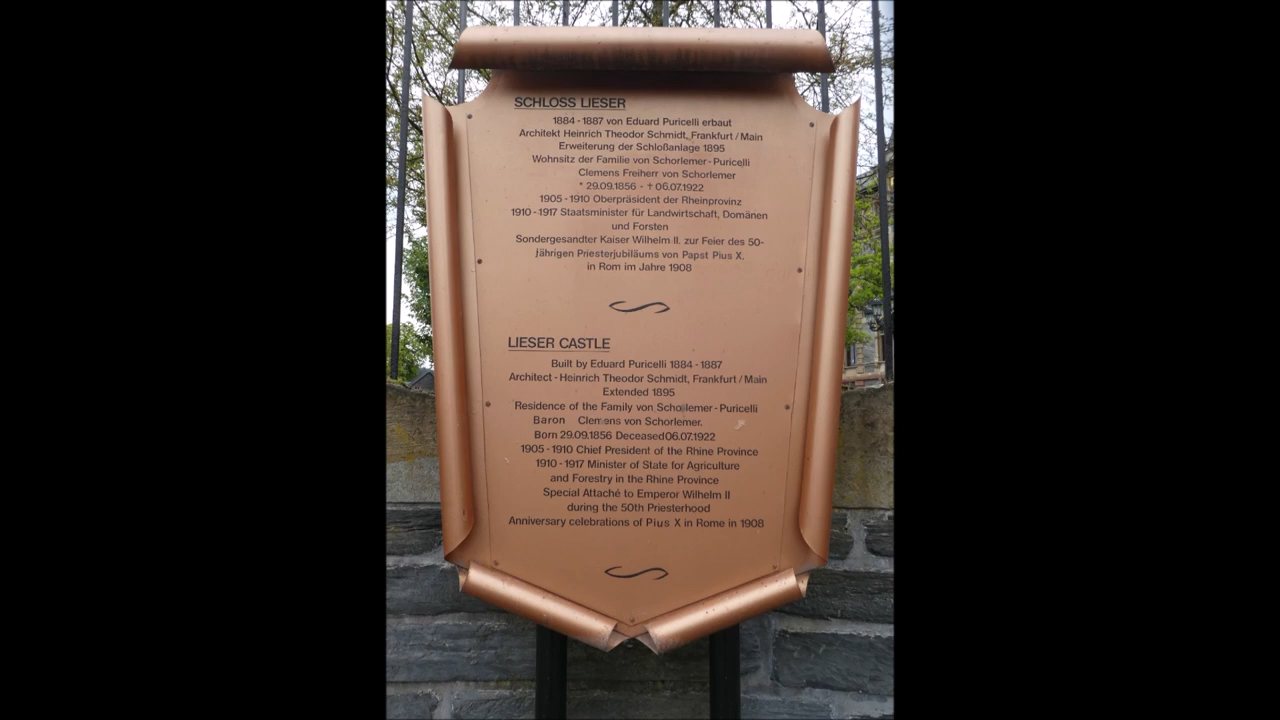 SCHLOSS LIESER
1884 - 1887 von Eduard Puricelli erbaut
Architekt Heinrich Theodor Schmidt, Frankfurt / Main
Erweiterung der Schloßanlage 1895
Wohnsitz der Familie von Schorlemer - Puricelli
Clemens Freiherr von Schorlemer
* 29.09.1856 - † 06.07.1922
1905 - 1910 Oberpräsident der Rheinprovinz
1910 - 1917 Staatsminister für Landwirtschaft, Domänen
und Forsten
Sondergesandter Kaiser Wilhelm II. zur Feier des 50-
jährigen Priesterjubiläums von Papst Pius X.
in Rom im Jahre 1908
LIESER CASTLE
Built by Eduard Puricelli 1884 - 1887
Architect - Heinrich Theodor Schmidt, Frankfurt / Main
Extended 1895
Residence of the Family von Schorlemer - Puricelli
Baron Clemens von Schorlemer.
Born 29.09.1856 Deceased 06.07.1922
1905 - 1910 Chief President of the Rhine Province
1910 - 1917 Minister of State for Agriculture
and Forestry in the Rhine Province
Special Attaché to Emperor Wilhelm II
during the 50th Priesterhood
Anniversary celebrations of Pius X in Rome in 1908